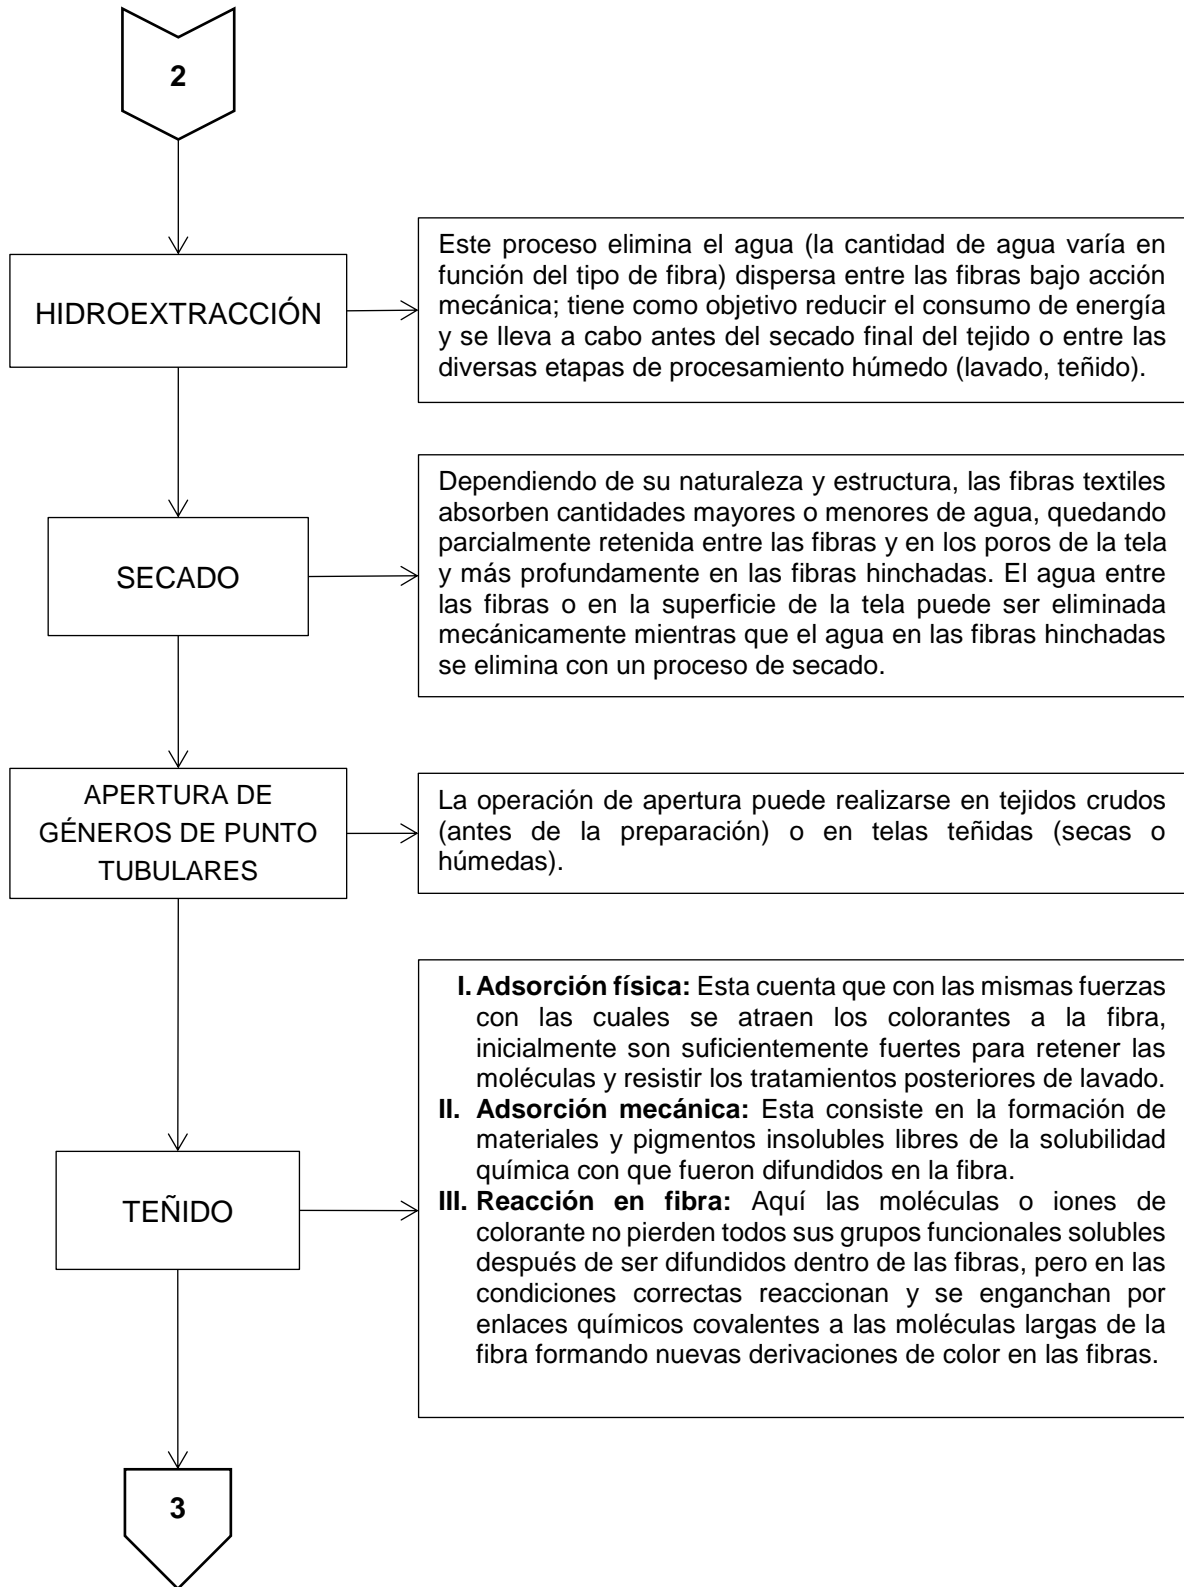 2
HIDROEXTRACCIÓN
Este proceso elimina el agua (la cantidad de agua varía en
función del tipo de fibra) dispersa entre las fibras bajo acción
mecánica; tiene como objetivo reducir el consumo de energía
y se lleva a cabo antes del secado final del tejido o entre las
diversas etapas de procesamiento húmedo (lavado, teñido).
SECADO
Dependiendo de su naturaleza y estructura, las fibras textiles
absorben cantidades mayores o menores de agua, quedando
parcialmente retenida entre las fibras y en los poros de la tela
y más profundamente en las fibras hinchadas. El agua entre
las fibras o en la superficie de la tela puede ser eliminada
mecánicamente mientras que el agua en las fibras hinchadas
se elimina con un proceso de secado.
APERTURA DE
GÉNEROS DE PUNTO
TUBULARES
La operación de apertura puede realizarse en tejidos crudos
(antes de la preparación) o en telas teñidas (secas o
húmedas).
TEÑIDO
I. Adsorción física: Esta cuenta que con las mismas fuerzas
con las cuales se atraen los colorantes a la fibra,
inicialmente son suficientemente fuertes para retener las
moléculas y resistir los tratamientos posteriores de lavado.
II. Adsorción mecánica: Esta consiste en la formación de
materiales y pigmentos insolubles libres de la solubilidad
química con que fueron difundidos en la fibra.
III. Reacción en fibra: Aquí las moléculas o iones de
colorante no pierden todos sus grupos funcionales solubles
después de ser difundidos dentro de las fibras, pero en las
condiciones correctas reaccionan y se enganchan por
enlaces químicos covalentes a las moléculas largas de la
fibra formando nuevas derivaciones de color en las fibras.
3